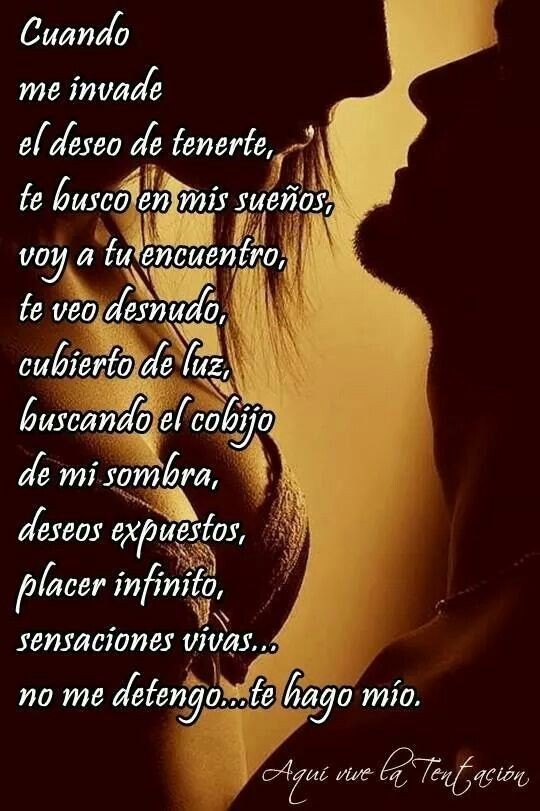 Cuando
me invade
el deseo de tenerte,
te busco en mis sueños,
voy a tu encuentro,
te veo desnudo,
cubierto de luz,
buscando el cobijo
de mi sombra,
deseos expuestos,
placer infinito,
sensaciones vivas...
no me detengo...te hago mío.
Aquí vive la Tentación